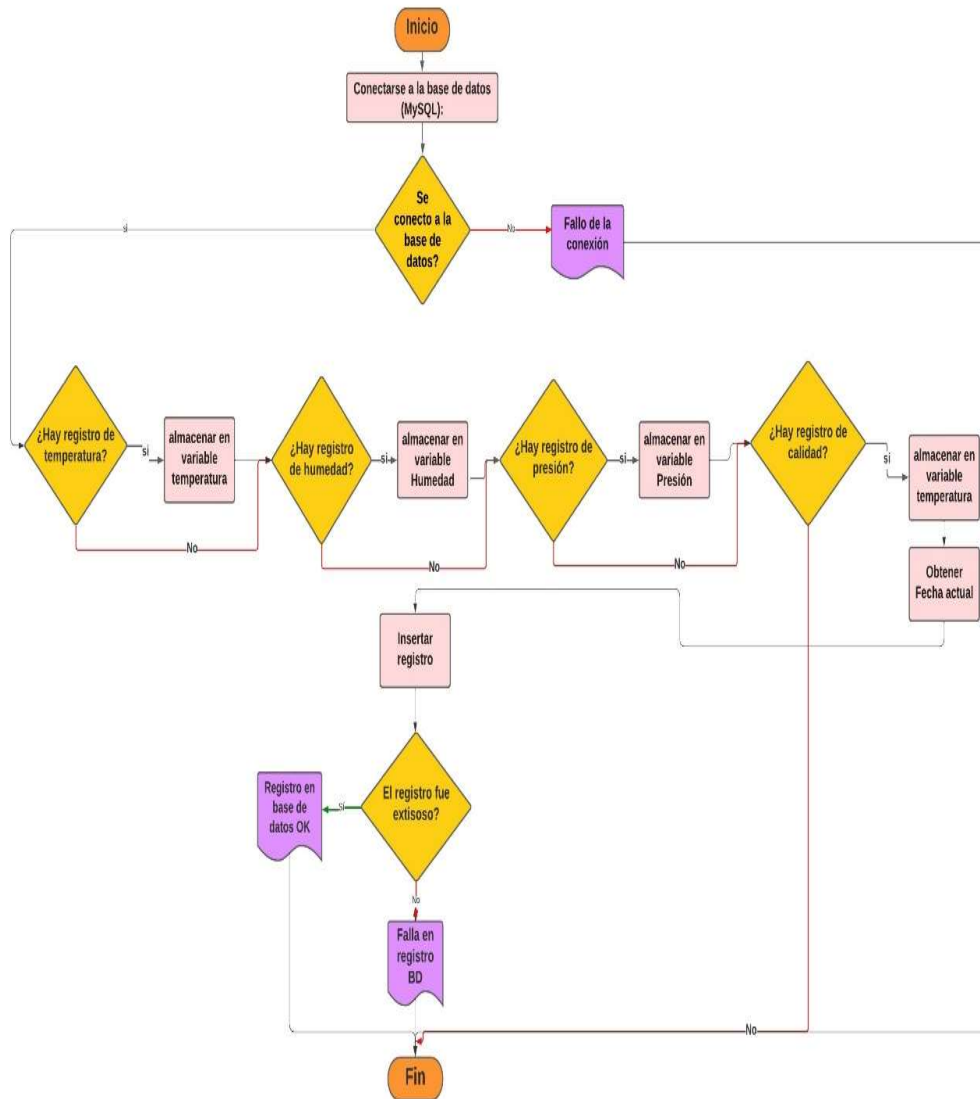 Inicio
Conectarse a la base de datos
(MySQL):
Se
conecto a la
base de
datos?
si
No
Fallo de la
conexión
¿Hay registro de
temperatura?
si
almacenar en
variable
temperatura
No
¿Hay registro
de humedad?
si
almacenar en
variable
Humedad
No
¿Hay registro de
presión?
si
almacenar en
variable
Presión
No
¿Hay registro de
calidad?
si
almacenar en
variable
temperatura
Obtener
Fecha actual
Insertar
registro
El registro fue
extisoso?
Sí
Registro en
base de
datos OK
No
Falla en
registro
BD
No
Fin